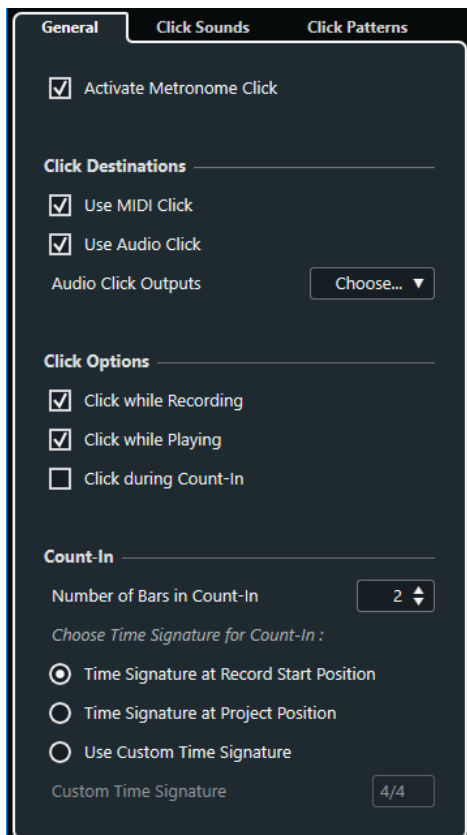 General Click Sounds Click Patterns
Activate Metronome Click
Click Destinations
Use MIDI Click
Use Audio Click
Audio Click Outputs Choose...
Click Options
Click while Recording
Click while Playing
Click during Count-In
Count-In
Number of Bars in Count-In 2
Choose Time Signature for Count-In :
Time Signature at Record Start Position
Time Signature at Project Position
Use Custom Time Signature
Custom Time Signature 4/4